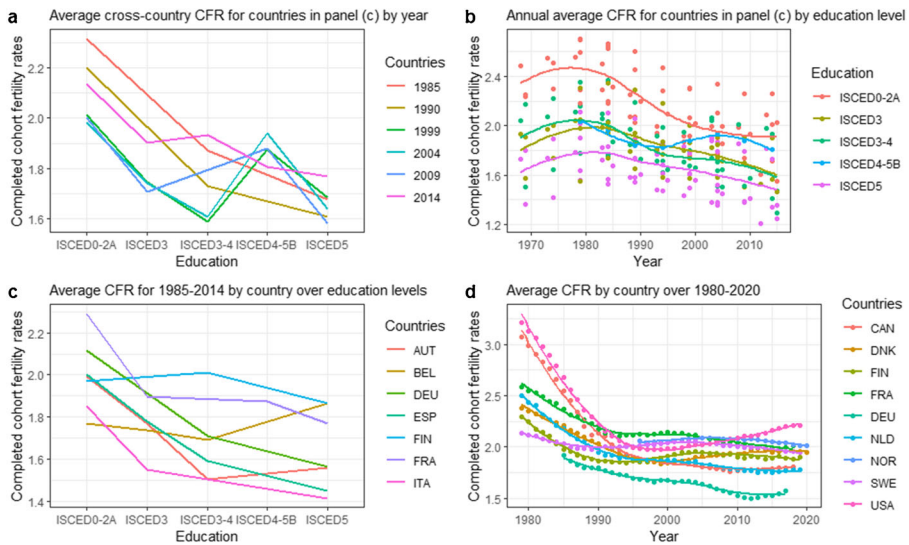 a
Average cross-country CFR for countries in panel (c) by year
Completed cohort fertility rates
2.2
2.0
1.8
1.6
ISCED0-2A
ISCED3
ISCED3-4
ISCED4-5B
ISCED5
Education
Countries
1985
1990
1999
2004
2009
2014
b
Annual average CFR for countries in panel (c) by education level
Completed cohort fertility rates
2.4
2.0
1.6
1.2
1970
1980
1990
2000
2010
Year
Education
ISCED0-2A
ISCED3
ISCED3-4
ISCED4-5B
ISCED5
c
Average CFR for 1985-2014 by country over education levels
Completed cohort fertility rates
2.2
2.0
1.8
1.6
1.4
ISCED0-2A
ISCED3
ISCED3-4
ISCED4-5B
ISCED5
Education
Countries
AUT
BEL
DEU
ESP
FIN
FRA
ITA
d
Average CFR by country over 1980-2020
Completed cohort fertility rates
3.0
2.5
2.0
1.5
1980
1990
2000
2010
2020
Year
Countries
CAN
DNK
FIN
FRA
DEU
NLD
NOR
SWE
USA